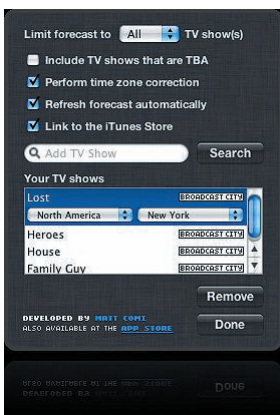 Limit forecast to All TV show(s)
Include TV shows that are TBA
Perform time zone correction
Refresh forecast automatically
Link to the iTunes Store
Add TV Show Search
Your TV shows
Lost BROADCAST CITY
North America New York
Heroes BROADCAST CITY
House BROADCAST CITY
Family Guy BROADCAST CITY
Remove
DEVELOPED BY MATT COMI
ALSO AVAILABLE AT THE APP STORE
Done